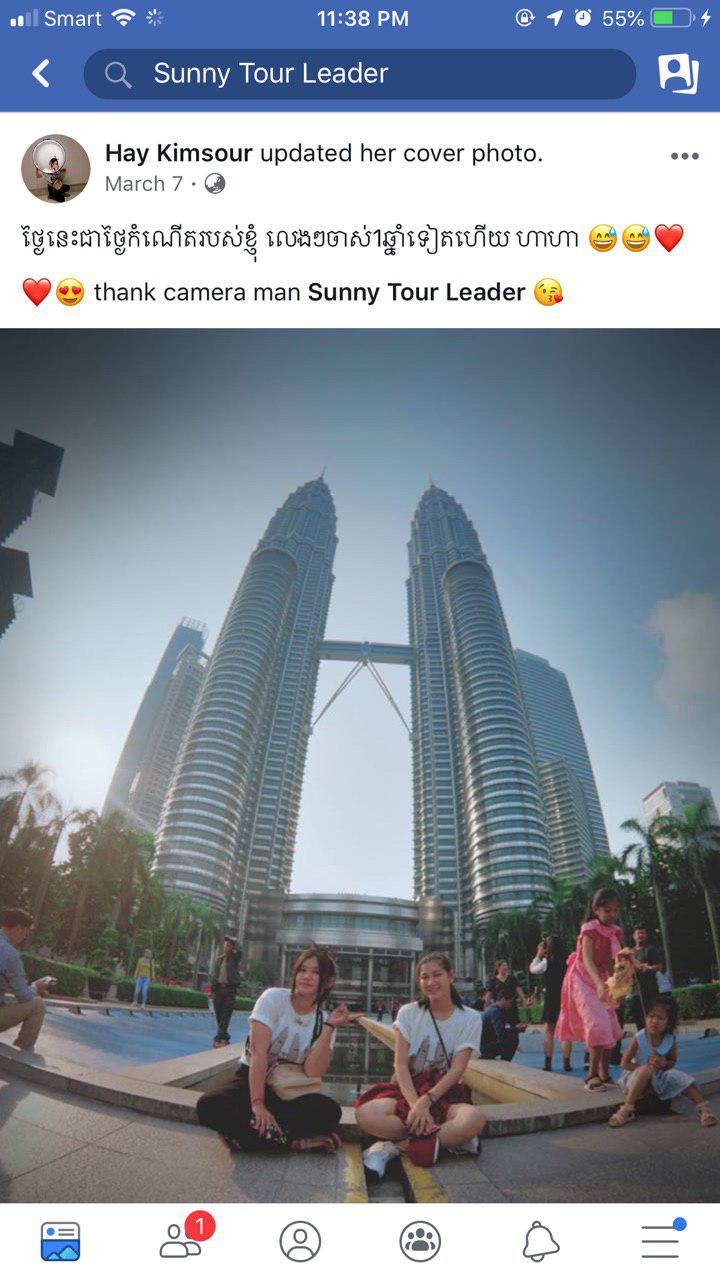 Smart 11:38 PM 55%
Sunny Tour Leader
Hay Kimsour updated her cover photo.
March 7 ·
ថ្ងៃនេះជាថ្ងៃកំណើតរបស់ខ្ញុំ លេងៗចាស់1ឆ្នាំទៀតហើយ ហាហា 😅😅❤️
❤️😍 thank camera man Sunny Tour Leader 😘
1